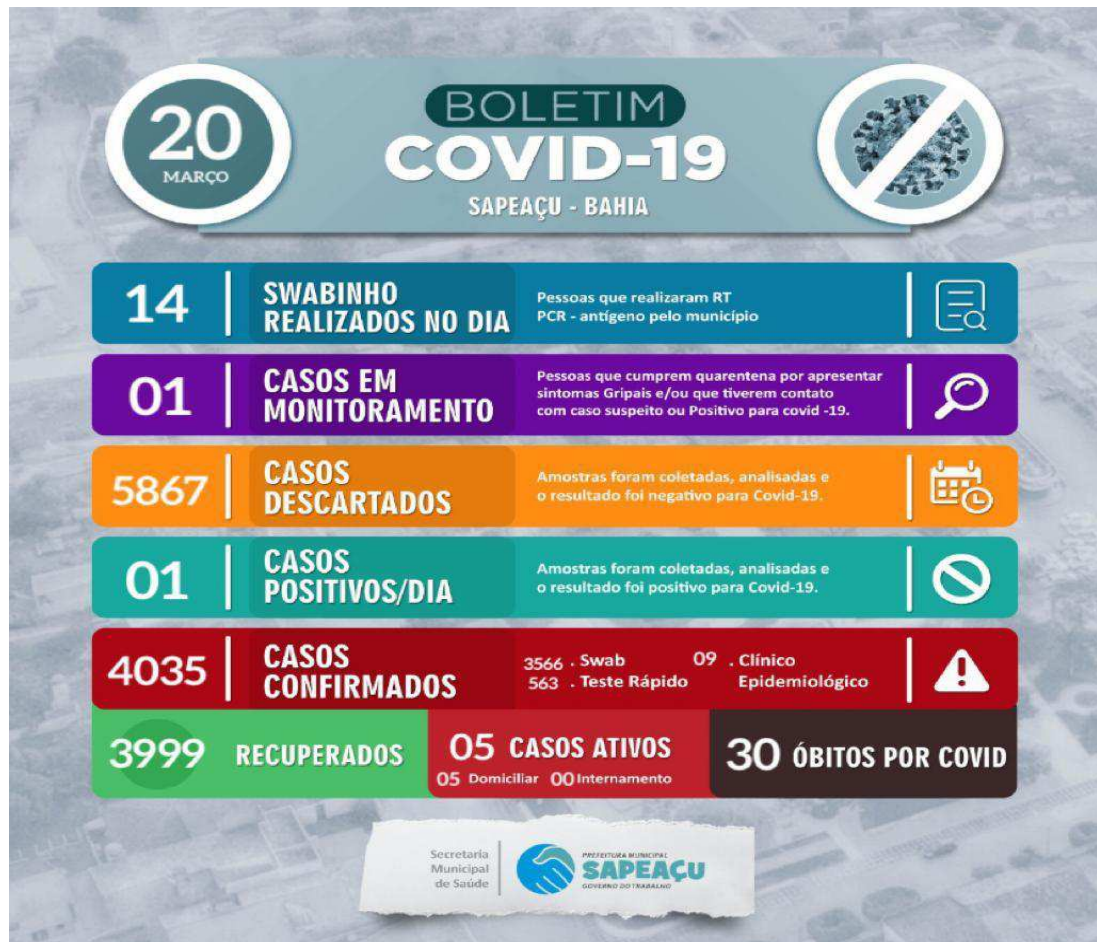 20
MARÇO
BOLETIM
COVID-19
SAPEAÇU - BAHIA
14
SWABINHO
REALIZADOS NO DIA
Pessoas que realizaram RT
PCR - antígeno pelo município
01
CASOS EM
MONITORAMENTO
Pessoas que cumprem quarentena por apresentar
sintomas Gripais e/ou que tiverem contato
com caso suspeito ou Positivo para covid -19.
5867
CASOS
DESCARTADOS
Amostras foram coletadas, analisadas e
o resultado foi negativo para Covid-19.
01
CASOS
POSITIVOS/DIA
Amostras foram coletadas, analisadas e
o resultado foi positivo para Covid-19.
4035
CASOS
CONFIRMADOS
3566 . Swab
563 . Teste Rápido
09 . Clínico
Epidemiológico
3999 RECUPERADOS
05 CASOS ATIVOS
05 Domiciliar 00 Internamento
30 ÓBITOS POR COVID
Secretaria
Municipal
de Saúde
PREFEITURA MUNICIPAL
SAPEAÇU
GOVERNO DO TRABALHO